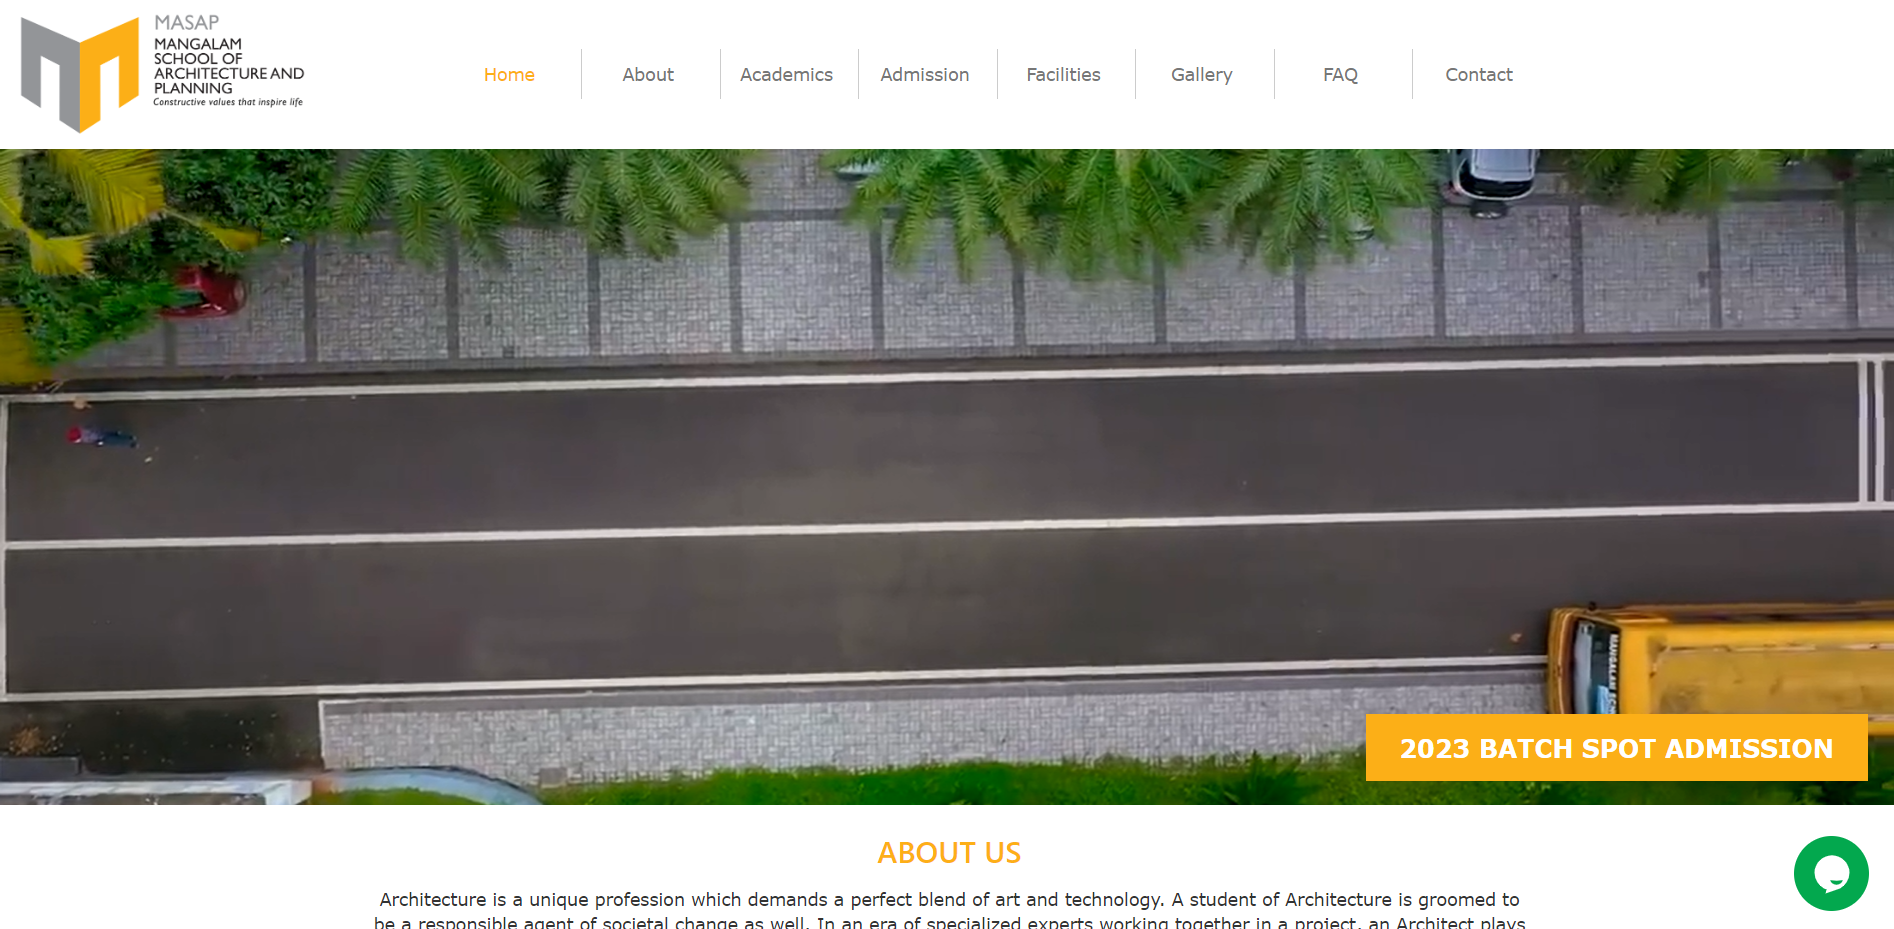 MASAP
MANGALAM
SCHOOL OF
ARCHITECTURE AND
PLANNING
Constructive values that inspire life
Home
About
Academics
Admission
Facilities
Gallery
FAQ
Contact
MANGALAM
2023 BATCH SPOT ADMISSION
ABOUT US
Architecture is a unique profession which demands a perfect blend of art and technology. A student of Architecture is groomed to
be a responsible agent of societal change as well. In an era of specialized experts working together in a project, an Architect plays